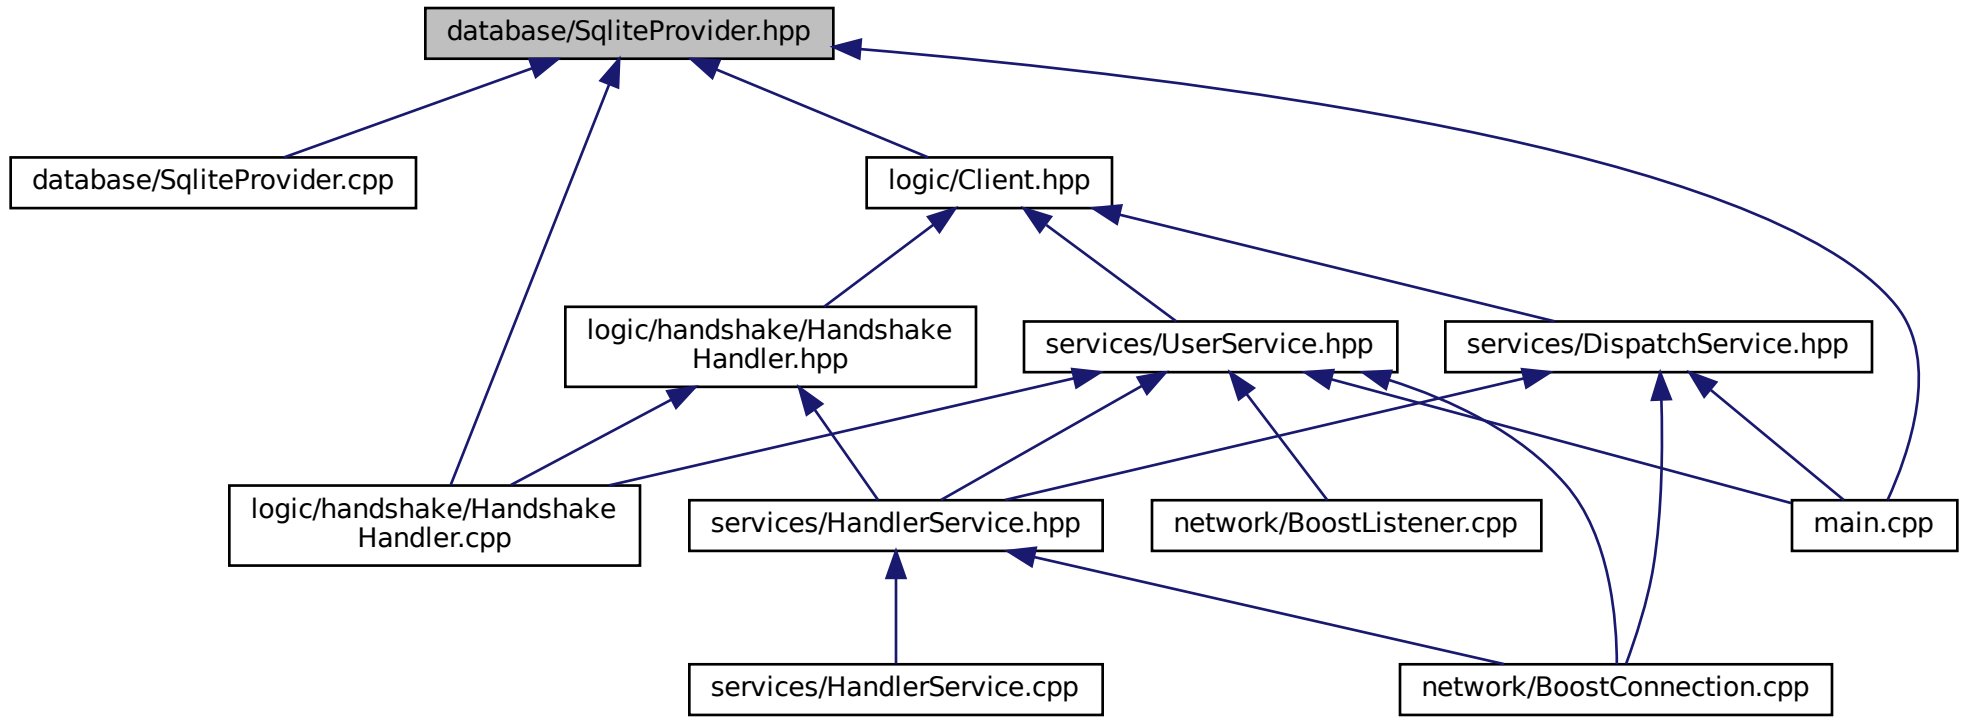 database/SqliteProvider.hpp
database/SqliteProvider.cpp
logic/Client.hpp
logic/handshake/Handshake
Handler.hpp
services/UserService.hpp
services/DispatchService.hpp
logic/handshake/Handshake
Handler.cpp
services/HandlerService.hpp
network/BoostListener.cpp
main.cpp
services/HandlerService.cpp
network/BoostConnection.cpp